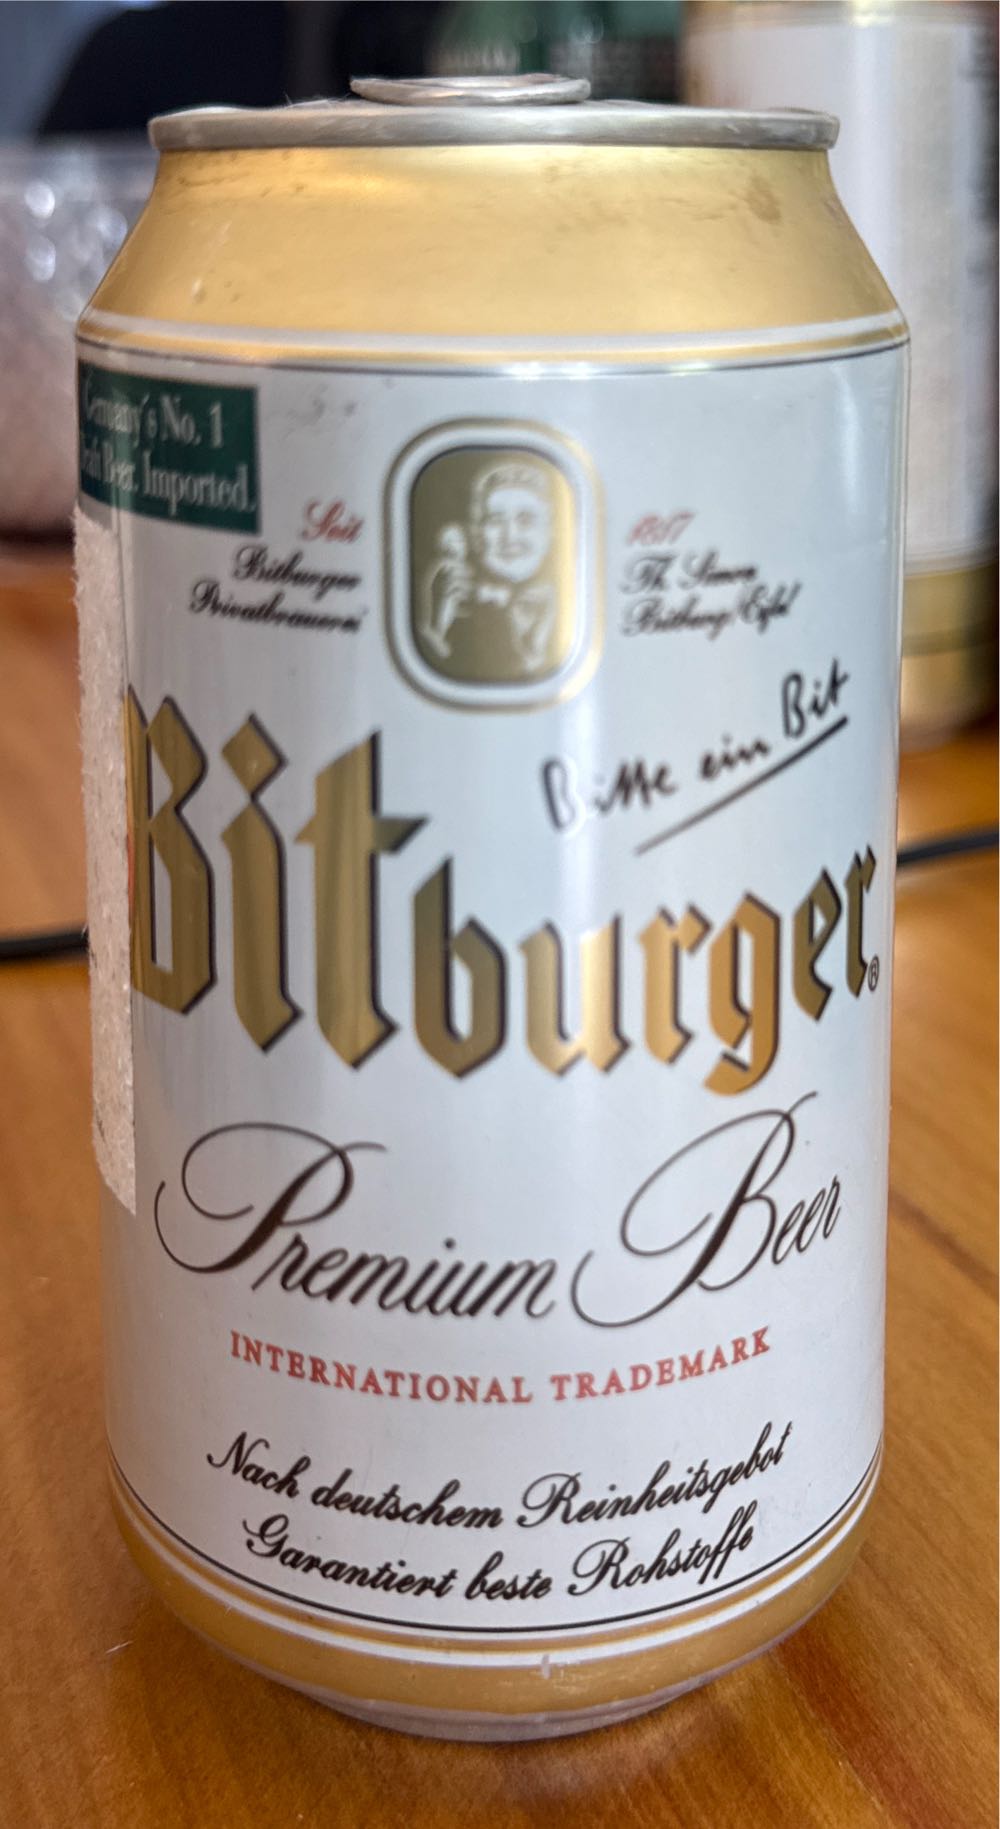 Germany's No. 1
Draft Beer. Imported.
Seit
1817
Bitburger
Privatbrauerei
Th. Simon
Bitburg/Eifel
Bitte ein Bit
Bitburger®
Premium Beer
INTERNATIONAL TRADEMARK
Nach deutschem Reinheitsgebot
Garantiert beste Rohstoffe